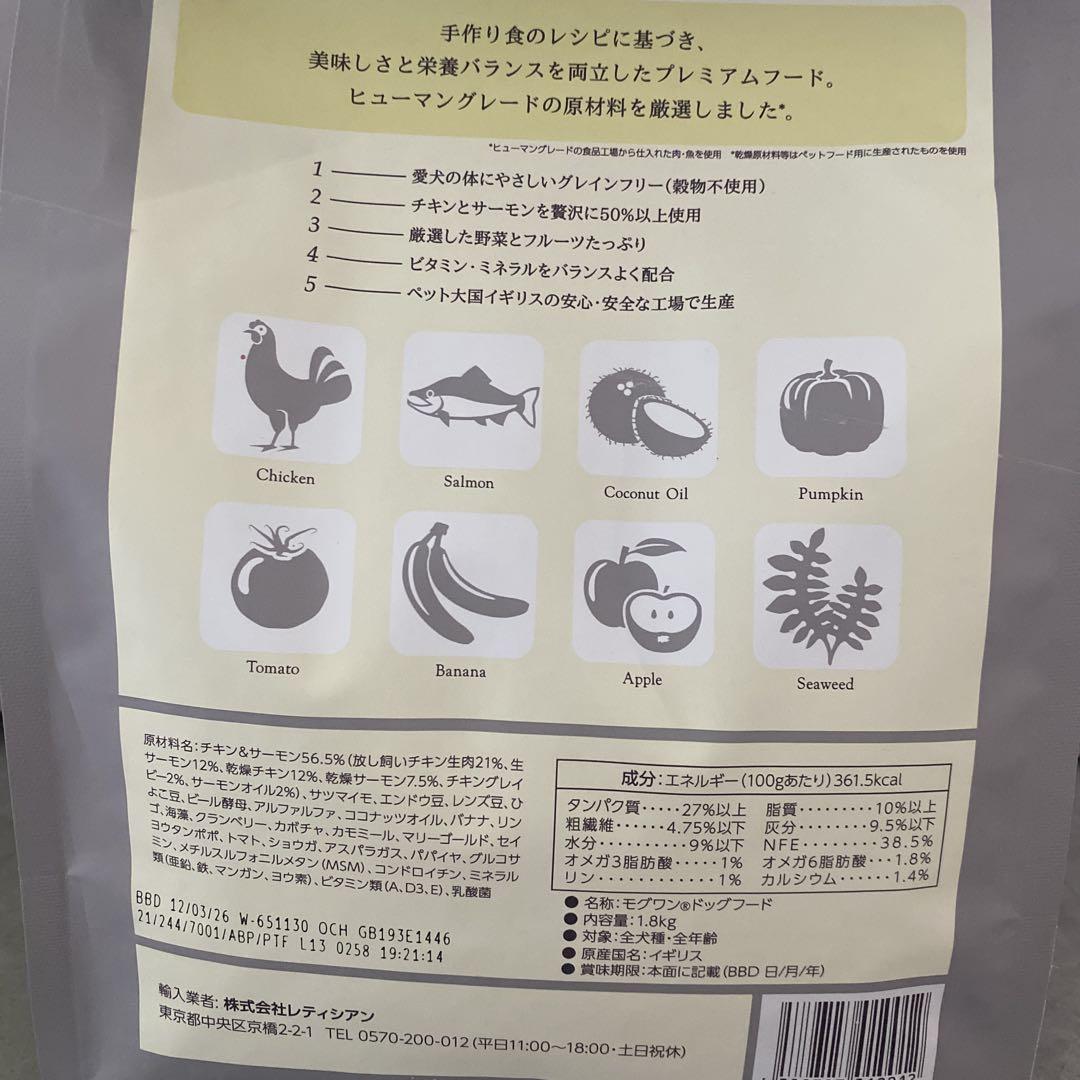 手作り食のレシピに基づき、
美味しさと栄養バランスを両立したプレミアムフード。
ヒューマングレードの原材料を厳選しました*。
*ヒューマングレードの食品工場から仕入れた肉・魚を使用 *乾燥原材料等はペットフード用に生産されたものを使用
1 愛犬の体にやさしいグレインフリー(穀物不使用)
2 チキンとサーモンを贅沢に50%以上使用
3 厳選した野菜とフルーツたっぷり
4 ビタミン・ミネラルをバランスよく配合
5 ペット大国イギリスの安心・安全な工場で生産
Chicken Salmon Coconut Oil Pumpkin
Tomato Banana Apple Seaweed
原材料名:チキン&サーモン56.5%(放し飼いチキン生肉21%、生
サーモン12%、乾燥チキン12%、乾燥サーモン7.5%、チキングレイ
ビー2%、サーモンオイル2%)、サツマイモ、エンドウ豆、レンズ豆、ひ
よこ豆、ビール酵母、アルファルファ、ココナッツオイル、バナナ、リン
ゴ、海藻、クランベリー、カボチャ、カモミール、マリーゴールド、セイ
ヨウタンポポ、トマト、ショウガ、アスパラガス、パパイヤ、グルコサ
ミン、メチルスルフォニルメタン(MSM)、コンドロイチン、ミネラル
類(亜鉛、鉄、マンガン、ヨウ素)、ビタミン類(A、D3、E)、乳酸菌
BBD 12/03/26 W-651130 OCH GB193E1446
21/244/7001/ABP/PTF L13 0258 19:21:14
成分:エネルギー(100gあたり)361.5kcal
タンパク質・・・・・27%以上 脂質・・・・・・・・・10%以上
粗繊維・・・・・・4.75%以下 灰分・・・・・・・・・9.5%以下
水分・・・・・・・・・・9%以下 NFE・・・・・・・・38.5%
オメガ3脂肪酸・・・・・1% オメガ6脂肪酸・・・1.8%
リン・・・・・・・・・・・・1% カルシウム・・・・・・1.4%
●名称:モグワン®ドッグフード
●内容量:1.8kg
●対象:全犬種・全年齢
●原産国名:イギリス
●賞味期限:本面に記載(BBD 日/月/年)
輸入業者:株式会社レティシアン
東京都中央区京橋2-2-1 TEL 0570-200-012(平日11:00〜18:00・土日祝休)